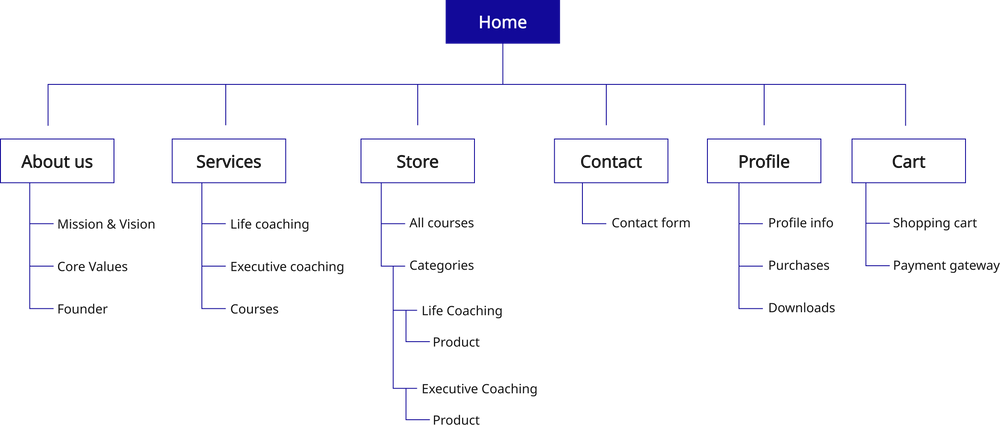 Home
About us
Services
Store
Contact
Profile
Cart
Mission & Vision
Core Values
Founder
Life coaching
Executive coaching
Courses
All courses
Categories
Life Coaching
Product
Executive Coaching
Product
Contact form
Profile info
Purchases
Downloads
Shopping cart
Payment gateway